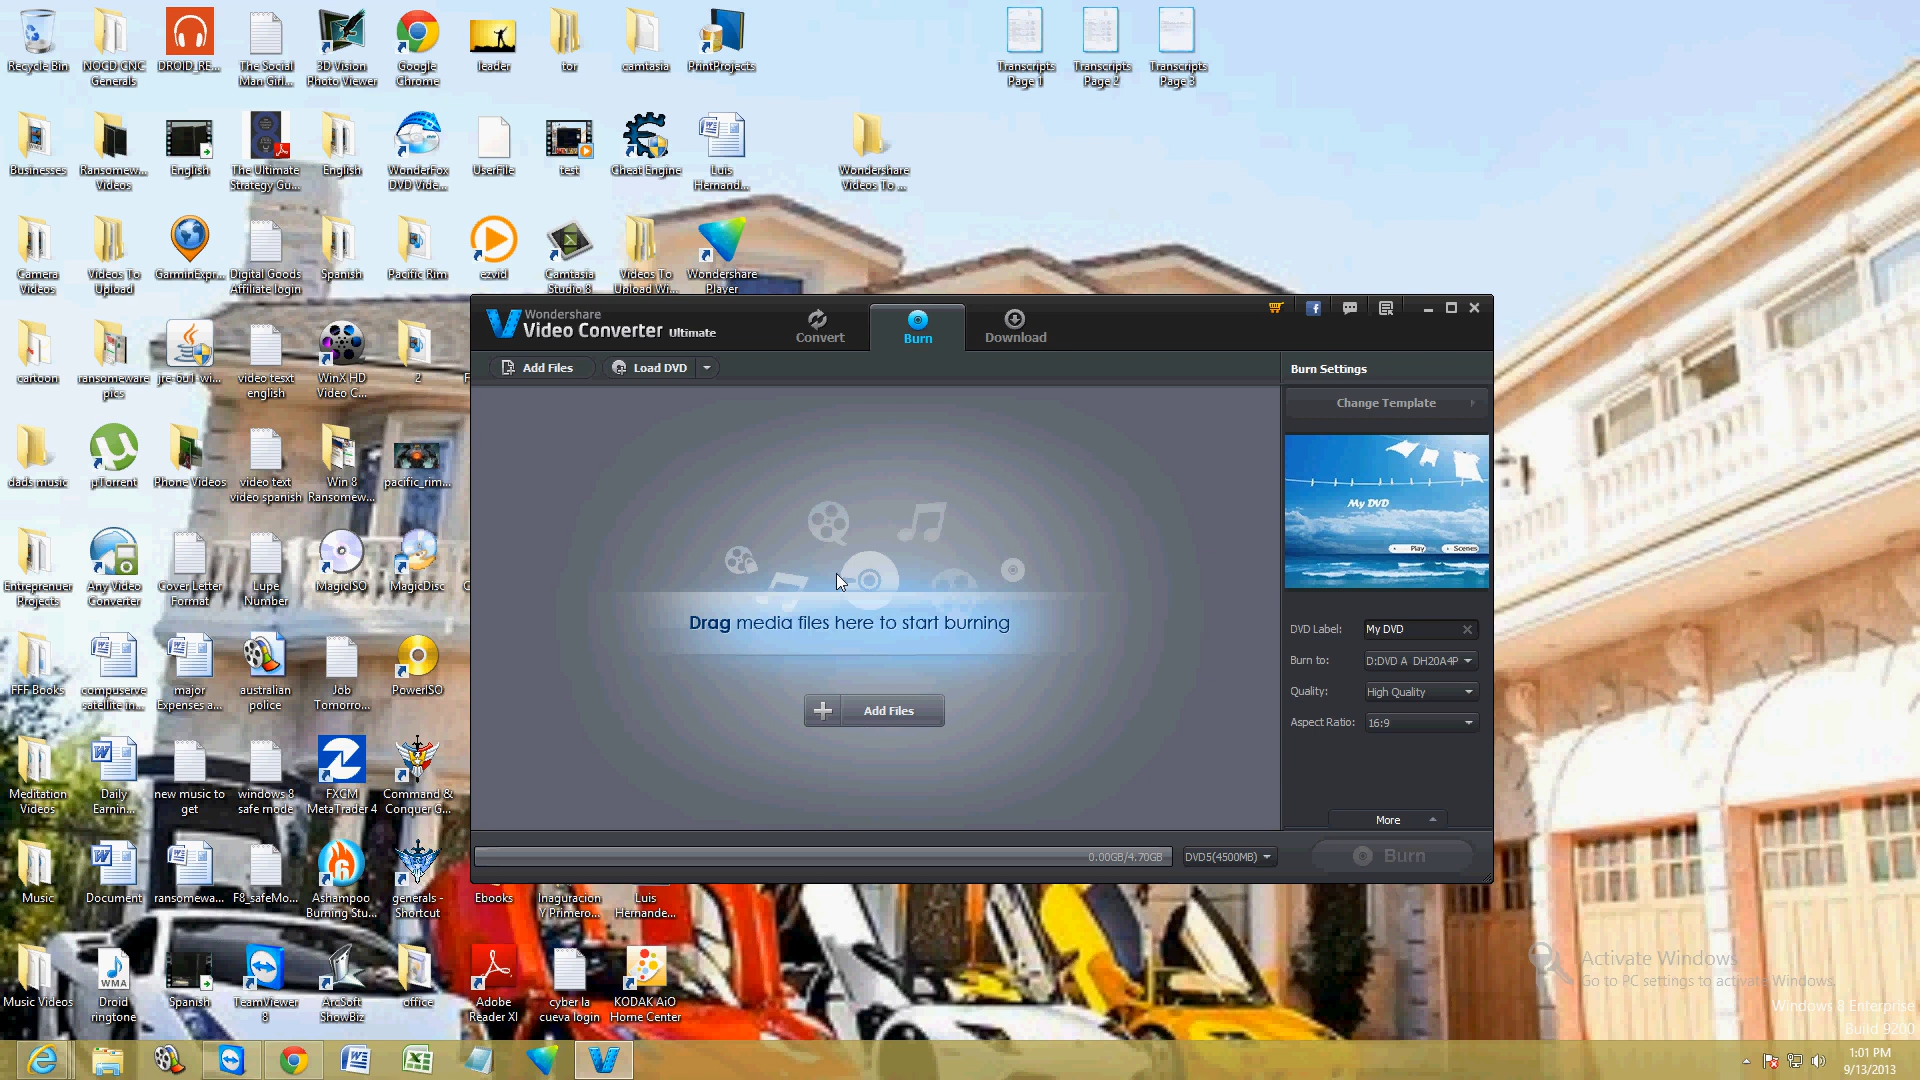 Recycle Bin
NOCD CNC
Generals
DROID_RE...
The Social
Man Girl...
3D Vision
Photo Viewer
Google
Chrome
leader
tor
camtasia
PrintProjects
Transcripts
Page 1
Transcripts
Page 2
Transcripts
Page 3
Businesses
Ransomew...
Videos
English
The Ultimate
Strategy Gu...
English
WonderFox
DVD Vide...
UserFile
test
Cheat Engine
Luis
Hernand...
Wondershare
Videos To ...
Camera
Videos
Videos To
Upload
GarminExpr...
Digital Goods
Affiliate login
Spanish
Pacific Rim
ezvid
Camtasia
Studio 8
Videos To
Upload Wi...
Wondershare
Player
cartoon
ransomeware
pics
jre-6u1-wi...
video tesxt
english
WinX HD
Video C...
2
dads music
µTorrent
Phone Videos
video text
video spanish
Win 8
Ransomew...
pacific_rim...
Entreprenuer
Projects
Any Video
Converter
Cover Letter
Format
Lupe
Number
MagicISO
MagicDisc
FFF Books
compuserve
satellite in...
major
Expenses a...
australian
police
Job
Tomorro...
PowerISO
Meditation
Videos
Daily
Earnin...
new music to
get
windows 8
safe mode
FXCM
MetaTrader 4
Command &
Conquer G...
Music
Document
ransomewa...
F8_safeMo...
Ashampoo
Burning Stu...
generals -
Shortcut
Ebooks
Inaguracion
Y Primero...
Luis
Hernande...
Music Videos
WMA
Droid
ringtone
Spanish
TeamViewer
8
ArcSoft
ShowBiz
office
Adobe
Reader XI
cyber la
cueva login
KODAK AiO
Home Center
Wondershare
Video Converter Ultimate
Convert
Burn
Download
Add Files
Load DVD
Drag media files here to start burning
Add Files
Burn Settings
Change Template
My DVD
Play
Scenes
DVD Label:
My DVD
Burn to:
D:DVD A DH20A4P
Quality:
High Quality
Aspect Ratio:
16:9
More
0.00GB/4.70GB
DVD5(4500MB)
Burn
Activate Windows
Go to PC settings to activate Windows.
Windows 8 Enterprise
Build 9200
1:01 PM
9/13/2013